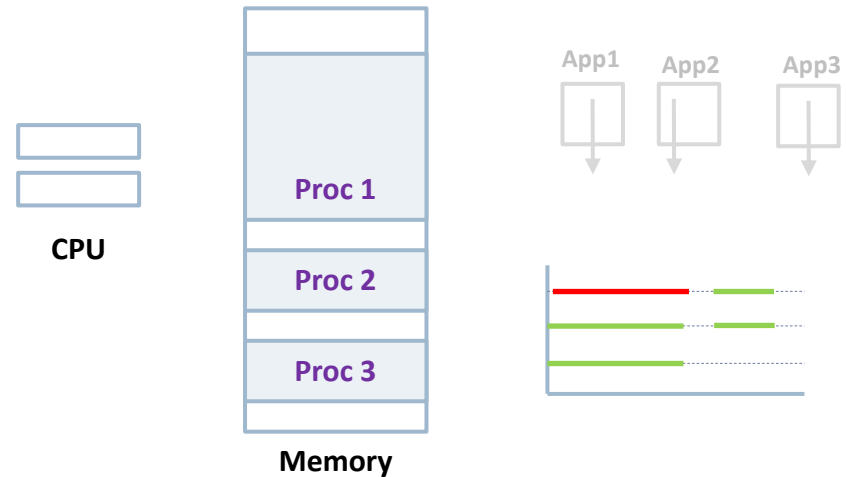 App1 App2 App3
Proc 1
CPU
Proc 2
Proc 3
Memory